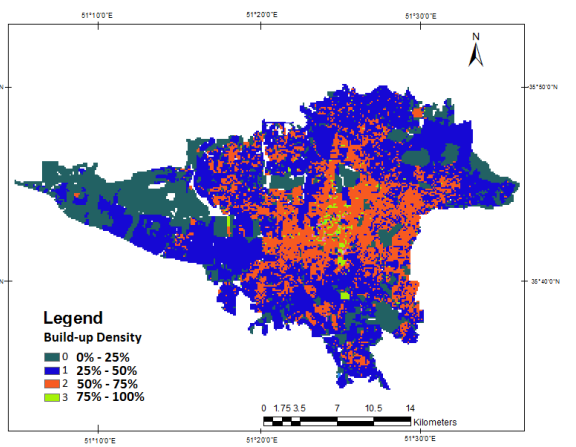 51°10'0"E 51°20'0"E 51°30'0"E
N
35°50'0"N
35°40'0"N
Legend
Build-up Density
0 0% - 25%
1 25% - 50%
2 50% - 75%
3 75% - 100%
0 1.75 3.5 7 10.5 14
Kilometers
51°10'0"E 51°20'0"E 51°30'0"E